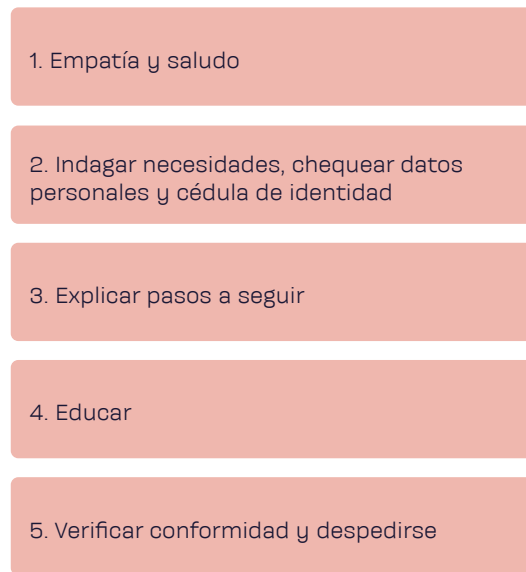 1. Empatía y saludo
2. Indagar necesidades, chequear datos
personales y cédula de identidad
3. Explicar pasos a seguir
4. Educar
5. Verificar conformidad y despedirse